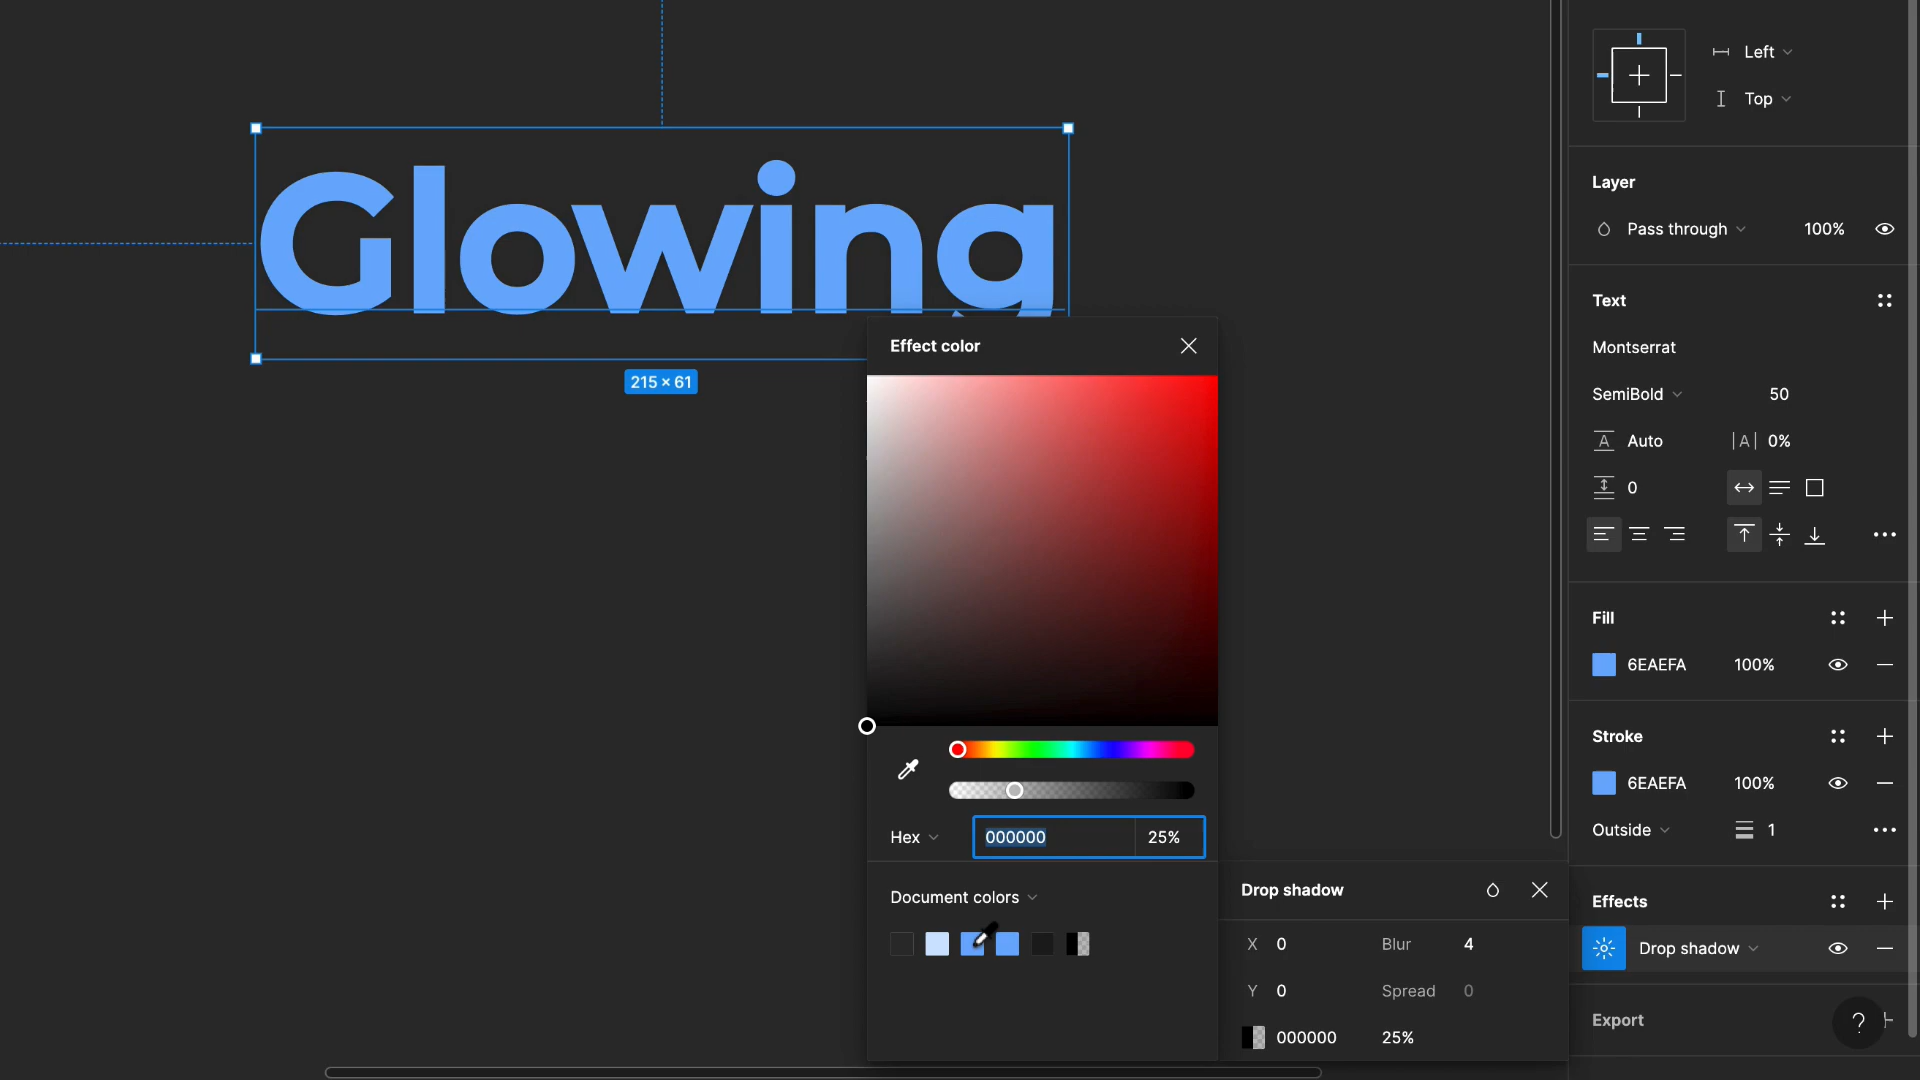 Glowing
215 × 61
Effect color
Hex
000000
25%
Document colors
Drop shadow
X
0
Blur
4
Y
0
Spread
0
000000
25%
Left
Top
Layer
Pass through
100%
Text
Montserrat
SemiBold
50
A
Auto
|A|
0%
0
Fill
6EAEFA
100%
Stroke
6EAEFA
100%
Outside
1
Effects
Drop shadow
Export
?